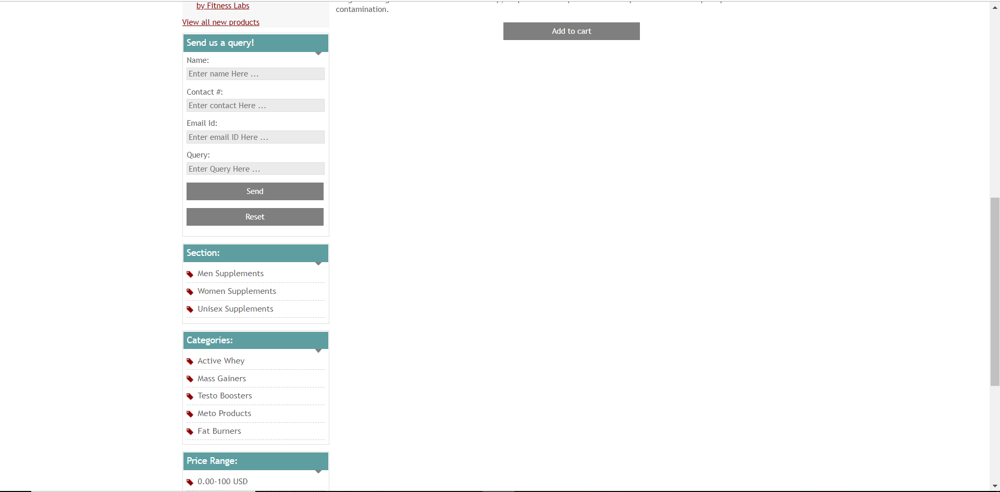 by Fitness Labs
View all new products
contamination.
Add to cart
Send us a query!
Name:
Enter name Here ...
Contact #:
Enter contact Here ...
Email Id:
Enter email ID Here ...
Query:
Enter Query Here ...
Send
Reset
Section:
Men Supplements
Women Supplements
Unisex Supplements
Categories:
Active Whey
Mass Gainers
Testo Boosters
Meto Products
Fat Burners
Price Range:
0.00-100 USD